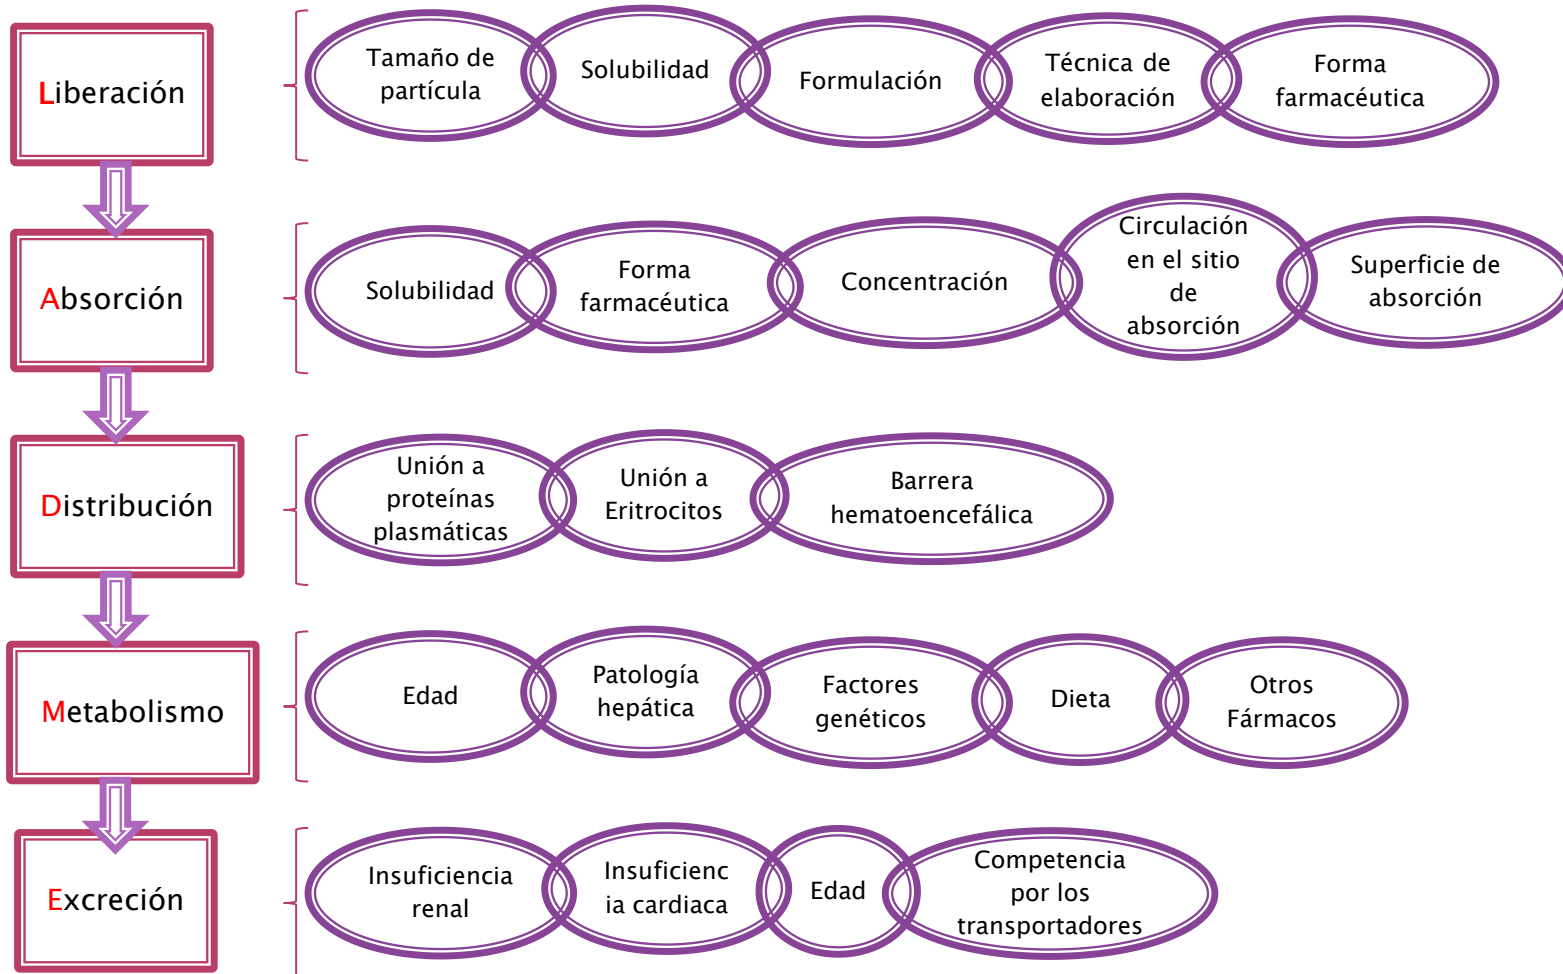 Liberación
Tamaño de
partícula
Solubilidad
Formulación
Técnica de
elaboración
Forma
farmacéutica
Absorción
Solubilidad
Forma
farmacéutica
Concentración
Circulación
en el sitio
de
absorción
Superficie de
absorción
Distribución
Unión a
proteínas
plasmáticas
Unión a
Eritrocitos
Barrera
hematoencefálica
Metabolismo
Edad
Patología
hepática
Factores
genéticos
Dieta
Otros
Fármacos
Excreción
Insuficiencia
renal
Insuficienc
ia cardiaca
Edad
Competencia
por los
transportadores